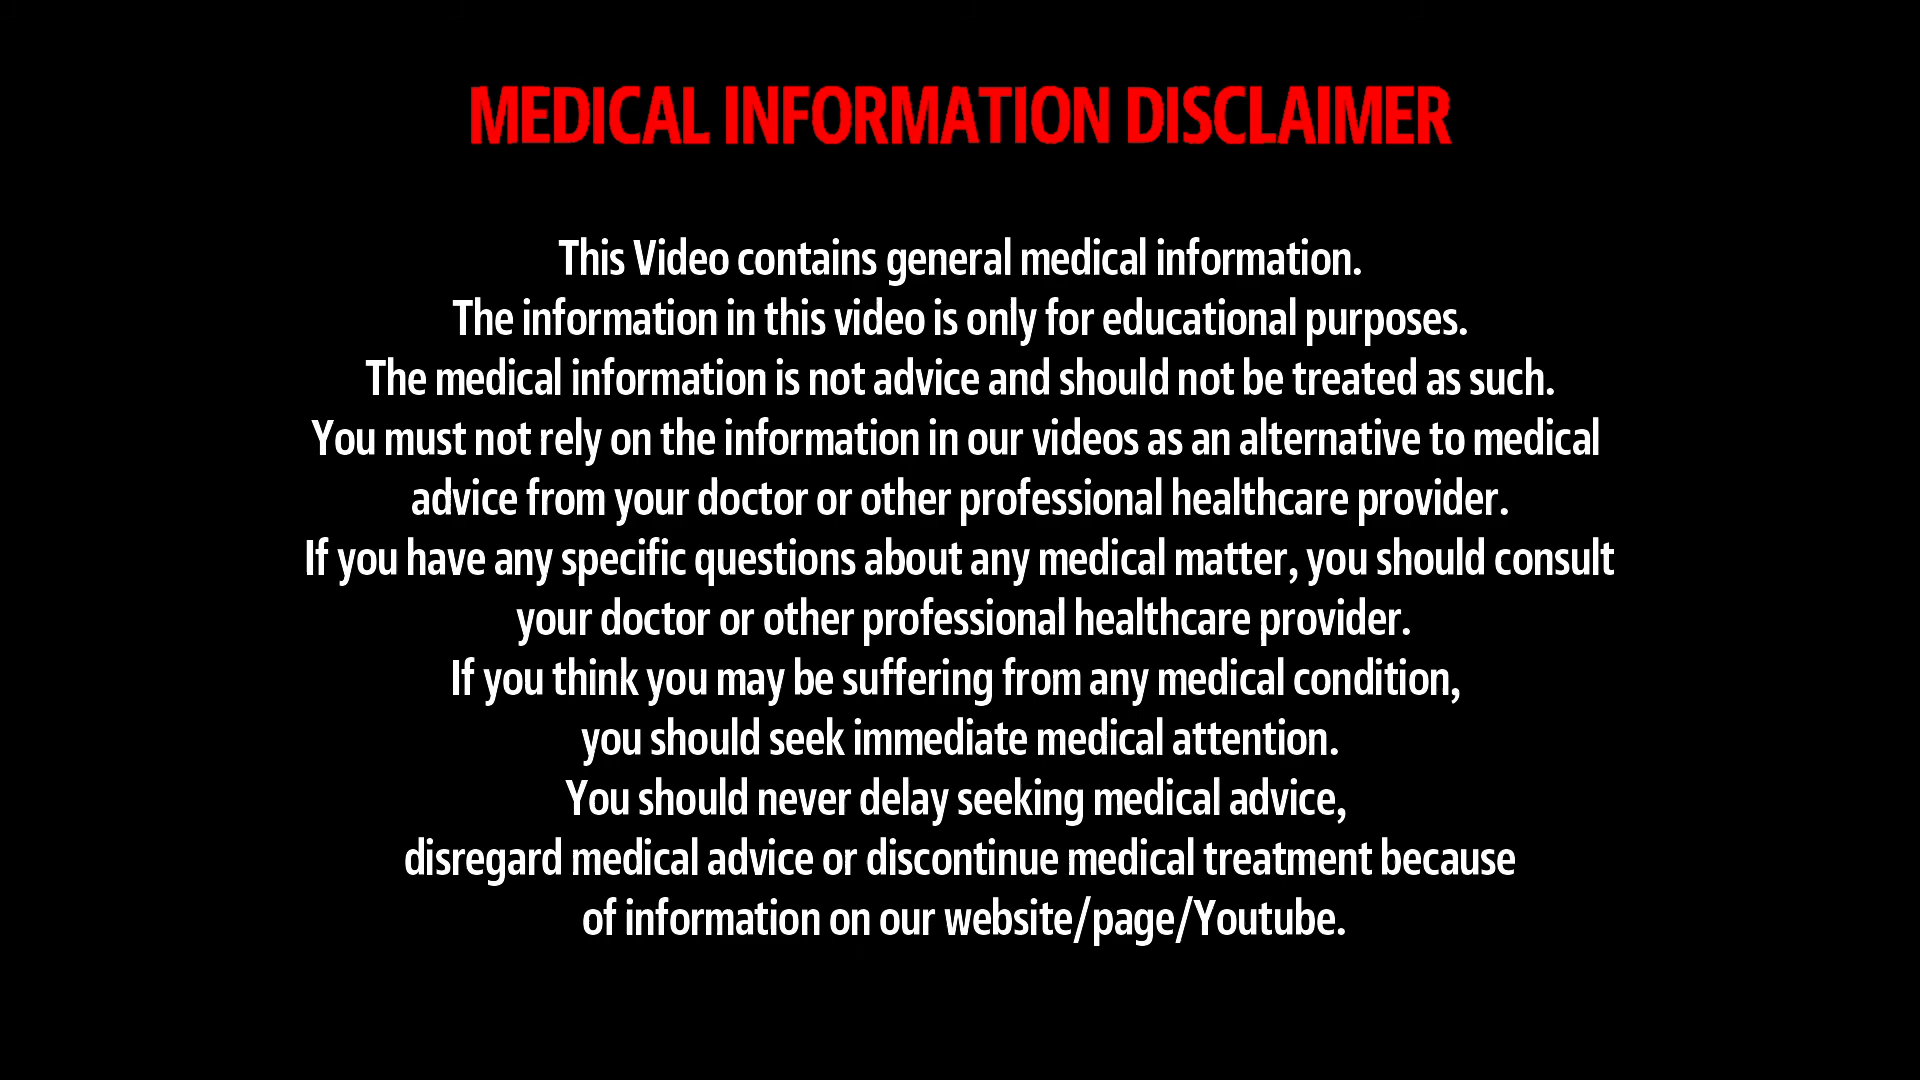 MEDICAL INFORMATION DISCLAIMER
This Video contains general medical information.
The information in this video is only for educational purposes.
The medical information is not advice and should not be treated as such.
You must not rely on the information in our videos as an alternative to medical
advice from your doctor or other professional healthcare provider.
If you have any specific questions about any medical matter, you should consult
your doctor or other professional healthcare provider.
If you think you may be suffering from any medical condition,
you should seek immediate medical attention.
You should never delay seeking medical advice,
disregard medical advice or discontinue medical treatment because
of information on our website/page/Youtube.